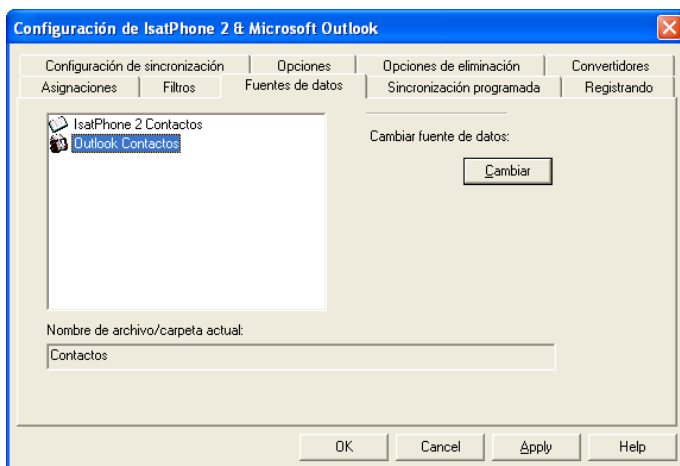 Configuración de IsatPhone 2 & Microsoft Outlook
Configuración de sincronización Opciones Opciones de eliminación Convertidores
Asignaciones Filtros Fuentes de datos Sincronización programada Registrando
IsatPhone 2 Contactos
Outlook Contactos
Cambiar fuente de datos:
Cambiar
Nombre de archivo/carpeta actual:
Contactos
OK Cancel Apply Help